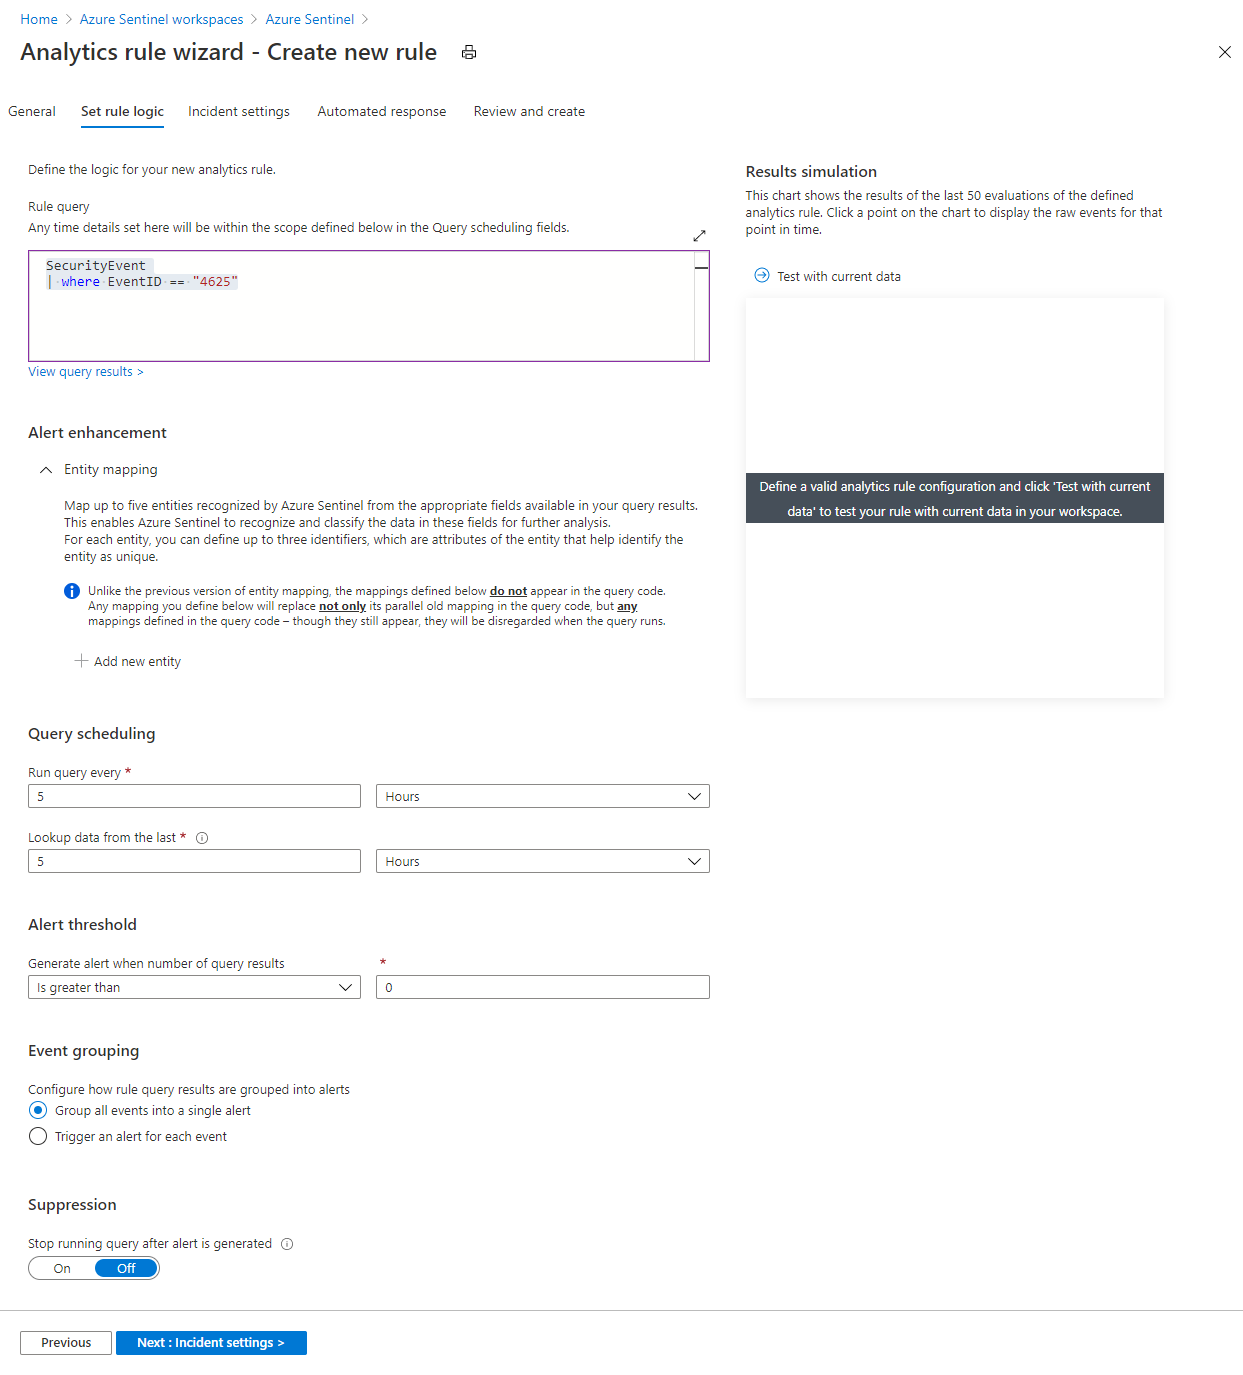 Home > Azure Sentinel workspaces > Azure Sentinel >
Analytics rule wizard - Create new rule
General Set rule logic Incident settings Automated response Review and create
Define the logic for your new analytics rule.
Rule query
Any time details set here will be within the scope defined below in the Query scheduling fields.
SecurityEvent
| where EventID == "4625"
View query results >
Alert enhancement
Entity mapping
Map up to five entities recognized by Azure Sentinel from the appropriate fields available in your query results.
This enables Azure Sentinel to recognize and classify the data in these fields for further analysis.
For each entity, you can define up to three identifiers, which are attributes of the entity that help identify the
entity as unique.
Unlike the previous version of entity mapping, the mappings defined below do not appear in the query code.
Any mapping you define below will replace not only its parallel old mapping in the query code, but any
mappings defined in the query code – though they still appear, they will be disregarded when the query runs.
+ Add new entity
Query scheduling
Run query every *
5 Hours
Lookup data from the last *
5 Hours
Alert threshold
Generate alert when number of query results *
Is greater than 0
Event grouping
Configure how rule query results are grouped into alerts
Group all events into a single alert
Trigger an alert for each event
Suppression
Stop running query after alert is generated
On Off
Previous Next : Incident settings >
Results simulation
This chart shows the results of the last 50 evaluations of the defined
analytics rule. Click a point on the chart to display the raw events for that
point in time.
Test with current data
Define a valid analytics rule configuration and click 'Test with current
data' to test your rule with current data in your workspace.